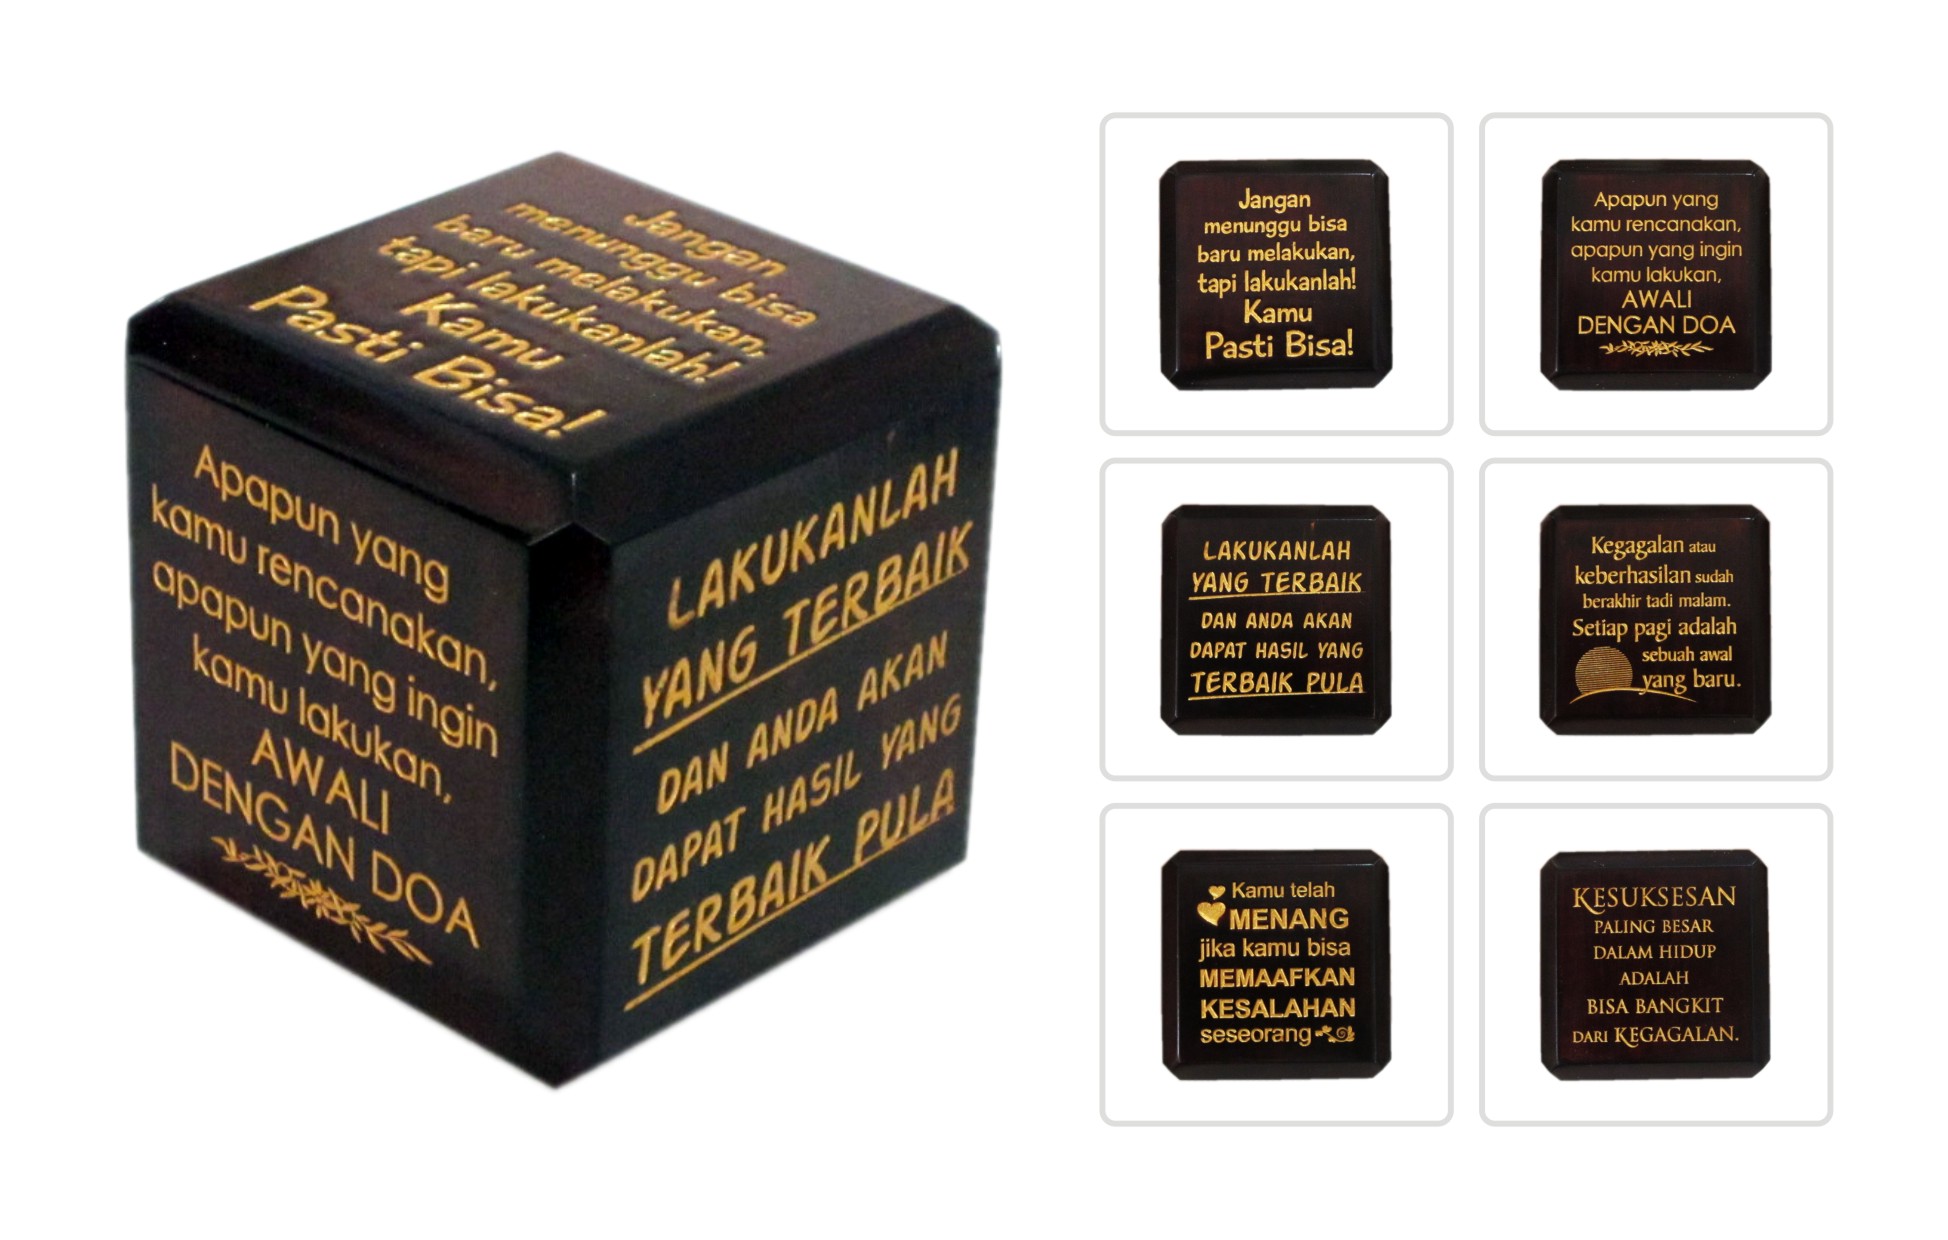 Jangan
menunggu bisa
baru melakukan,
tapi lakukanlah!
Kamu
Pasti Bisa!
Apapun yang
kamu rencanakan,
apapun yang ingin
kamu lakukan,
AWALI
DENGAN DOA
LAKUKANLAH
YANG TERBAIK
DAN ANDA AKAN
DAPAT HASIL YANG
TERBAIK PULA
Jangan
menunggu bisa
baru melakukan,
tapi lakukanlah!
Kamu
Pasti Bisa!
Apapun yang
kamu rencanakan,
apapun yang ingin
kamu lakukan,
AWALI
DENGAN DOA
LAKUKANLAH
YANG TERBAIK
DAN ANDA AKAN
DAPAT HASIL YANG
TERBAIK PULA
Kegagalan atau
keberhasilan sudah
berakhir tadi malam.
Setiap pagi adalah
sebuah awal
yang baru.
Kamu telah
MENANG
jika kamu bisa
MEMAAFKAN
KESALAHAN
seseorang
KESUKSESAN
PALING BESAR
DALAM HIDUP
ADALAH
BISA BANGKIT
DARI KEGAGALAN.